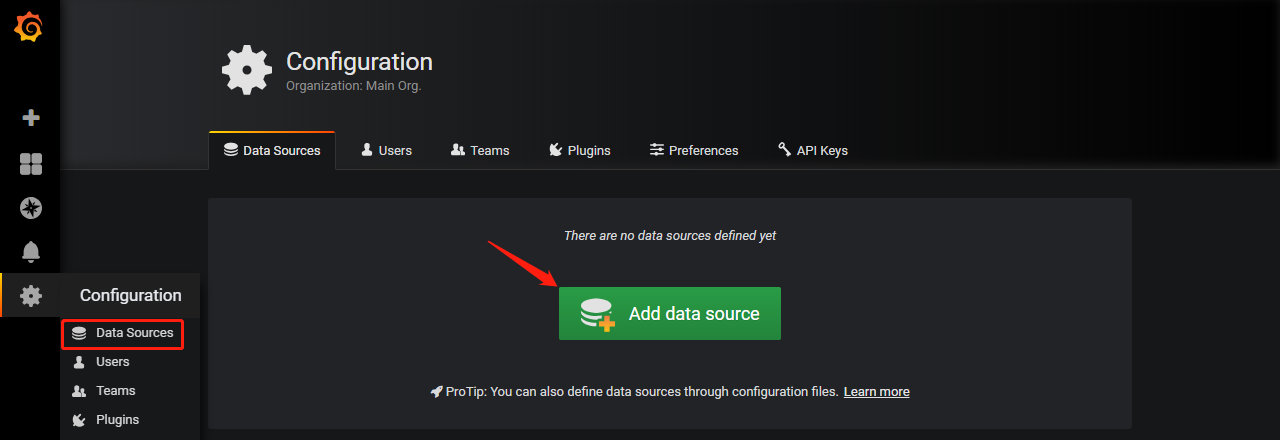 Configuration
Organization: Main Org.
Data Sources Users Teams Plugins Preferences API Keys
There are no data sources defined yet
Add data source
ProTip: You can also define data sources through configuration files. Learn more
Configuration
Data Sources
Users
Teams
Plugins